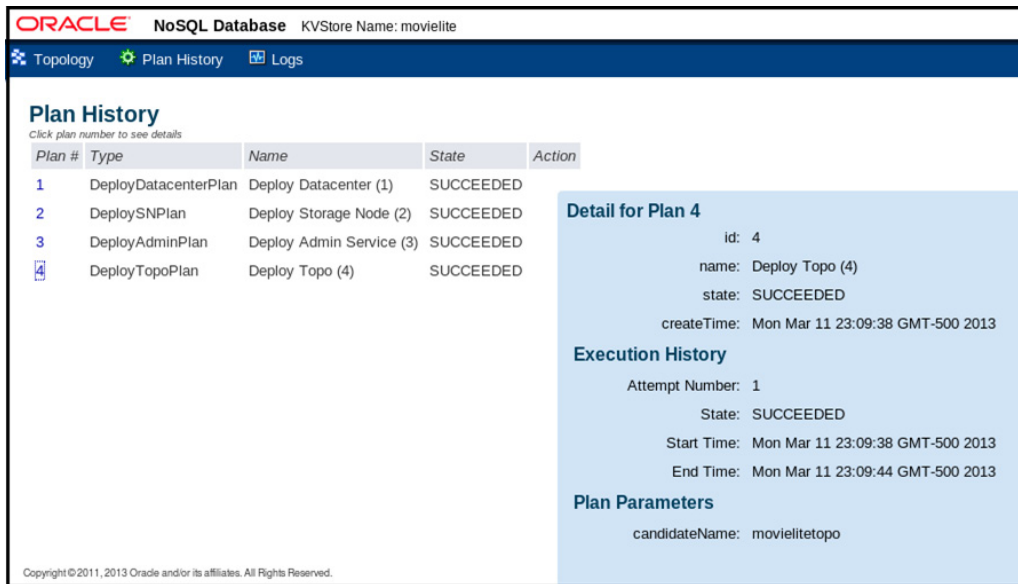 ORACLE NoSQL Database KVStore Name: movielite
Topology Plan History Logs
Plan History
Click plan number to see details
Plan # Type Name State Action
1 DeployDatacenterPlan Deploy Datacenter (1) SUCCEEDED
2 DeploySNPlan Deploy Storage Node (2) SUCCEEDED
3 DeployAdminPlan Deploy Admin Service (3) SUCCEEDED
4 DeployTopoPlan Deploy Topo (4) SUCCEEDED
Detail for Plan 4
id: 4
name: Deploy Topo (4)
state: SUCCEEDED
createTime: Mon Mar 11 23:09:38 GMT-500 2013
Execution History
Attempt Number: 1
State: SUCCEEDED
Start Time: Mon Mar 11 23:09:38 GMT-500 2013
End Time: Mon Mar 11 23:09:44 GMT-500 2013
Plan Parameters
candidateName: movielitetopo
Copyright © 2011, 2013 Oracle and/or its affiliates. All Rights Reserved.